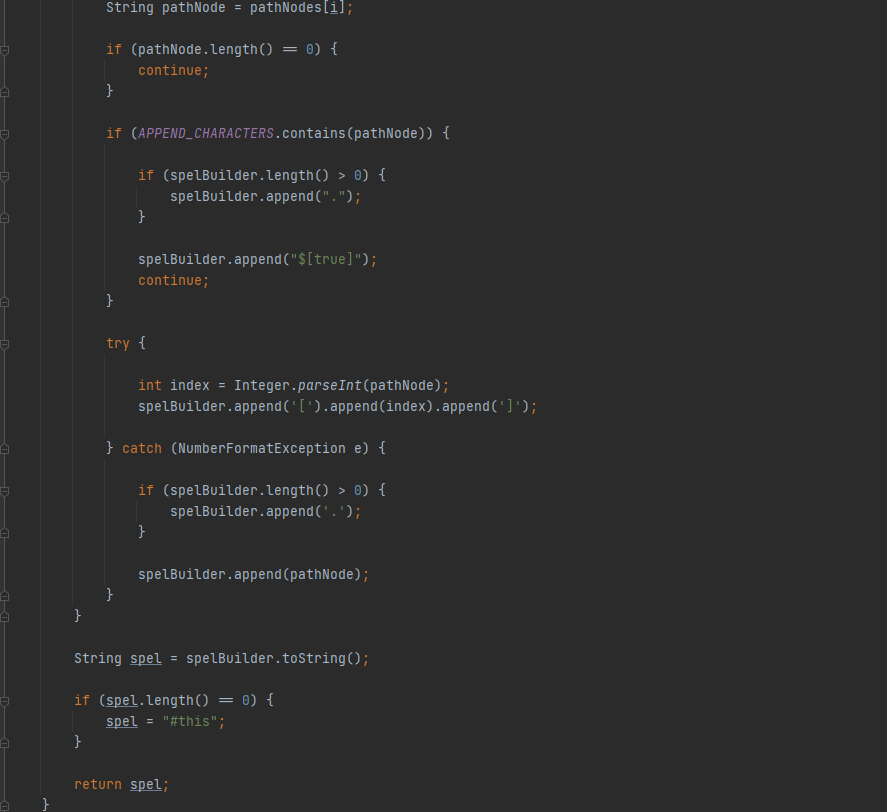 String pathNode = pathNodes[i];
if (pathNode.length() == 0) {
continue;
}
if (APPEND_CHARACTERS.contains(pathNode)) {
if (spelBuilder.length() > 0) {
spelBuilder.append(".");
}
spelBuilder.append("$[true]");
continue;
}
try {
int index = Integer.parseInt(pathNode);
spelBuilder.append('[').append(index).append(']');
} catch (NumberFormatException e) {
if (spelBuilder.length() > 0) {
spelBuilder.append('.');
}
spelBuilder.append(pathNode);
}
}
String spel = spelBuilder.toString();
if (spel.length() == 0) {
spel = "#this";
}
return spel;
}